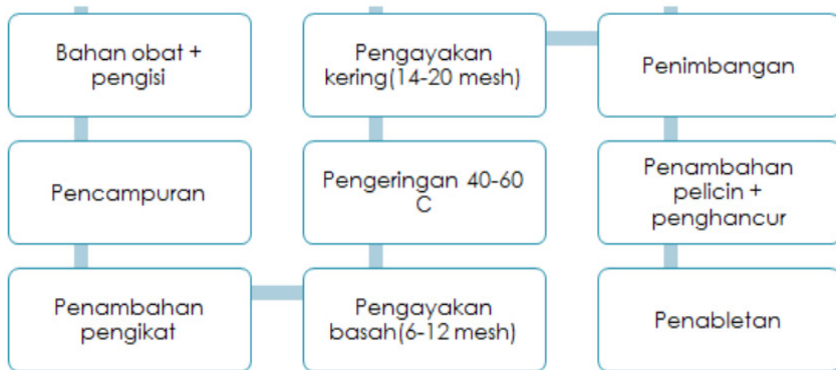 Bahan obat +
pengisi
Pencampuran
Penambahan
pengikat
Pengayakan
basah(6-12 mesh)
Pengeringan 40-60
C
Pengayakan
kering(14-20 mesh)
Penimbangan
Penambahan
pelicin +
penghancur
Penabletan